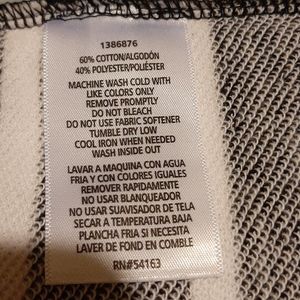 1386876
60% COTTON/ALGODÓN
40% POLYESTER/POLIÉSTER
MACHINE WASH COLD WITH
LIKE COLORS ONLY
REMOVE PROMPTLY
DO NOT BLEACH
DO NOT USE FABRIC SOFTENER
TUMBLE DRY LOW
COOL IRON WHEN NEEDED
WASH INSIDE OUT
LAVAR A MAQUINA CON AGUA
FRIA Y CON COLORES IGUALES
REMOVER RAPIDAMENTE
NO USAR BLANQUEADOR
NO USAR SUAVISADOR DE TELA
SECAR A TEMPERATURA BAJA
PLANCHA FRIA SI NECESITA
LAVER DE FOND EN COMBLE
RN#54163